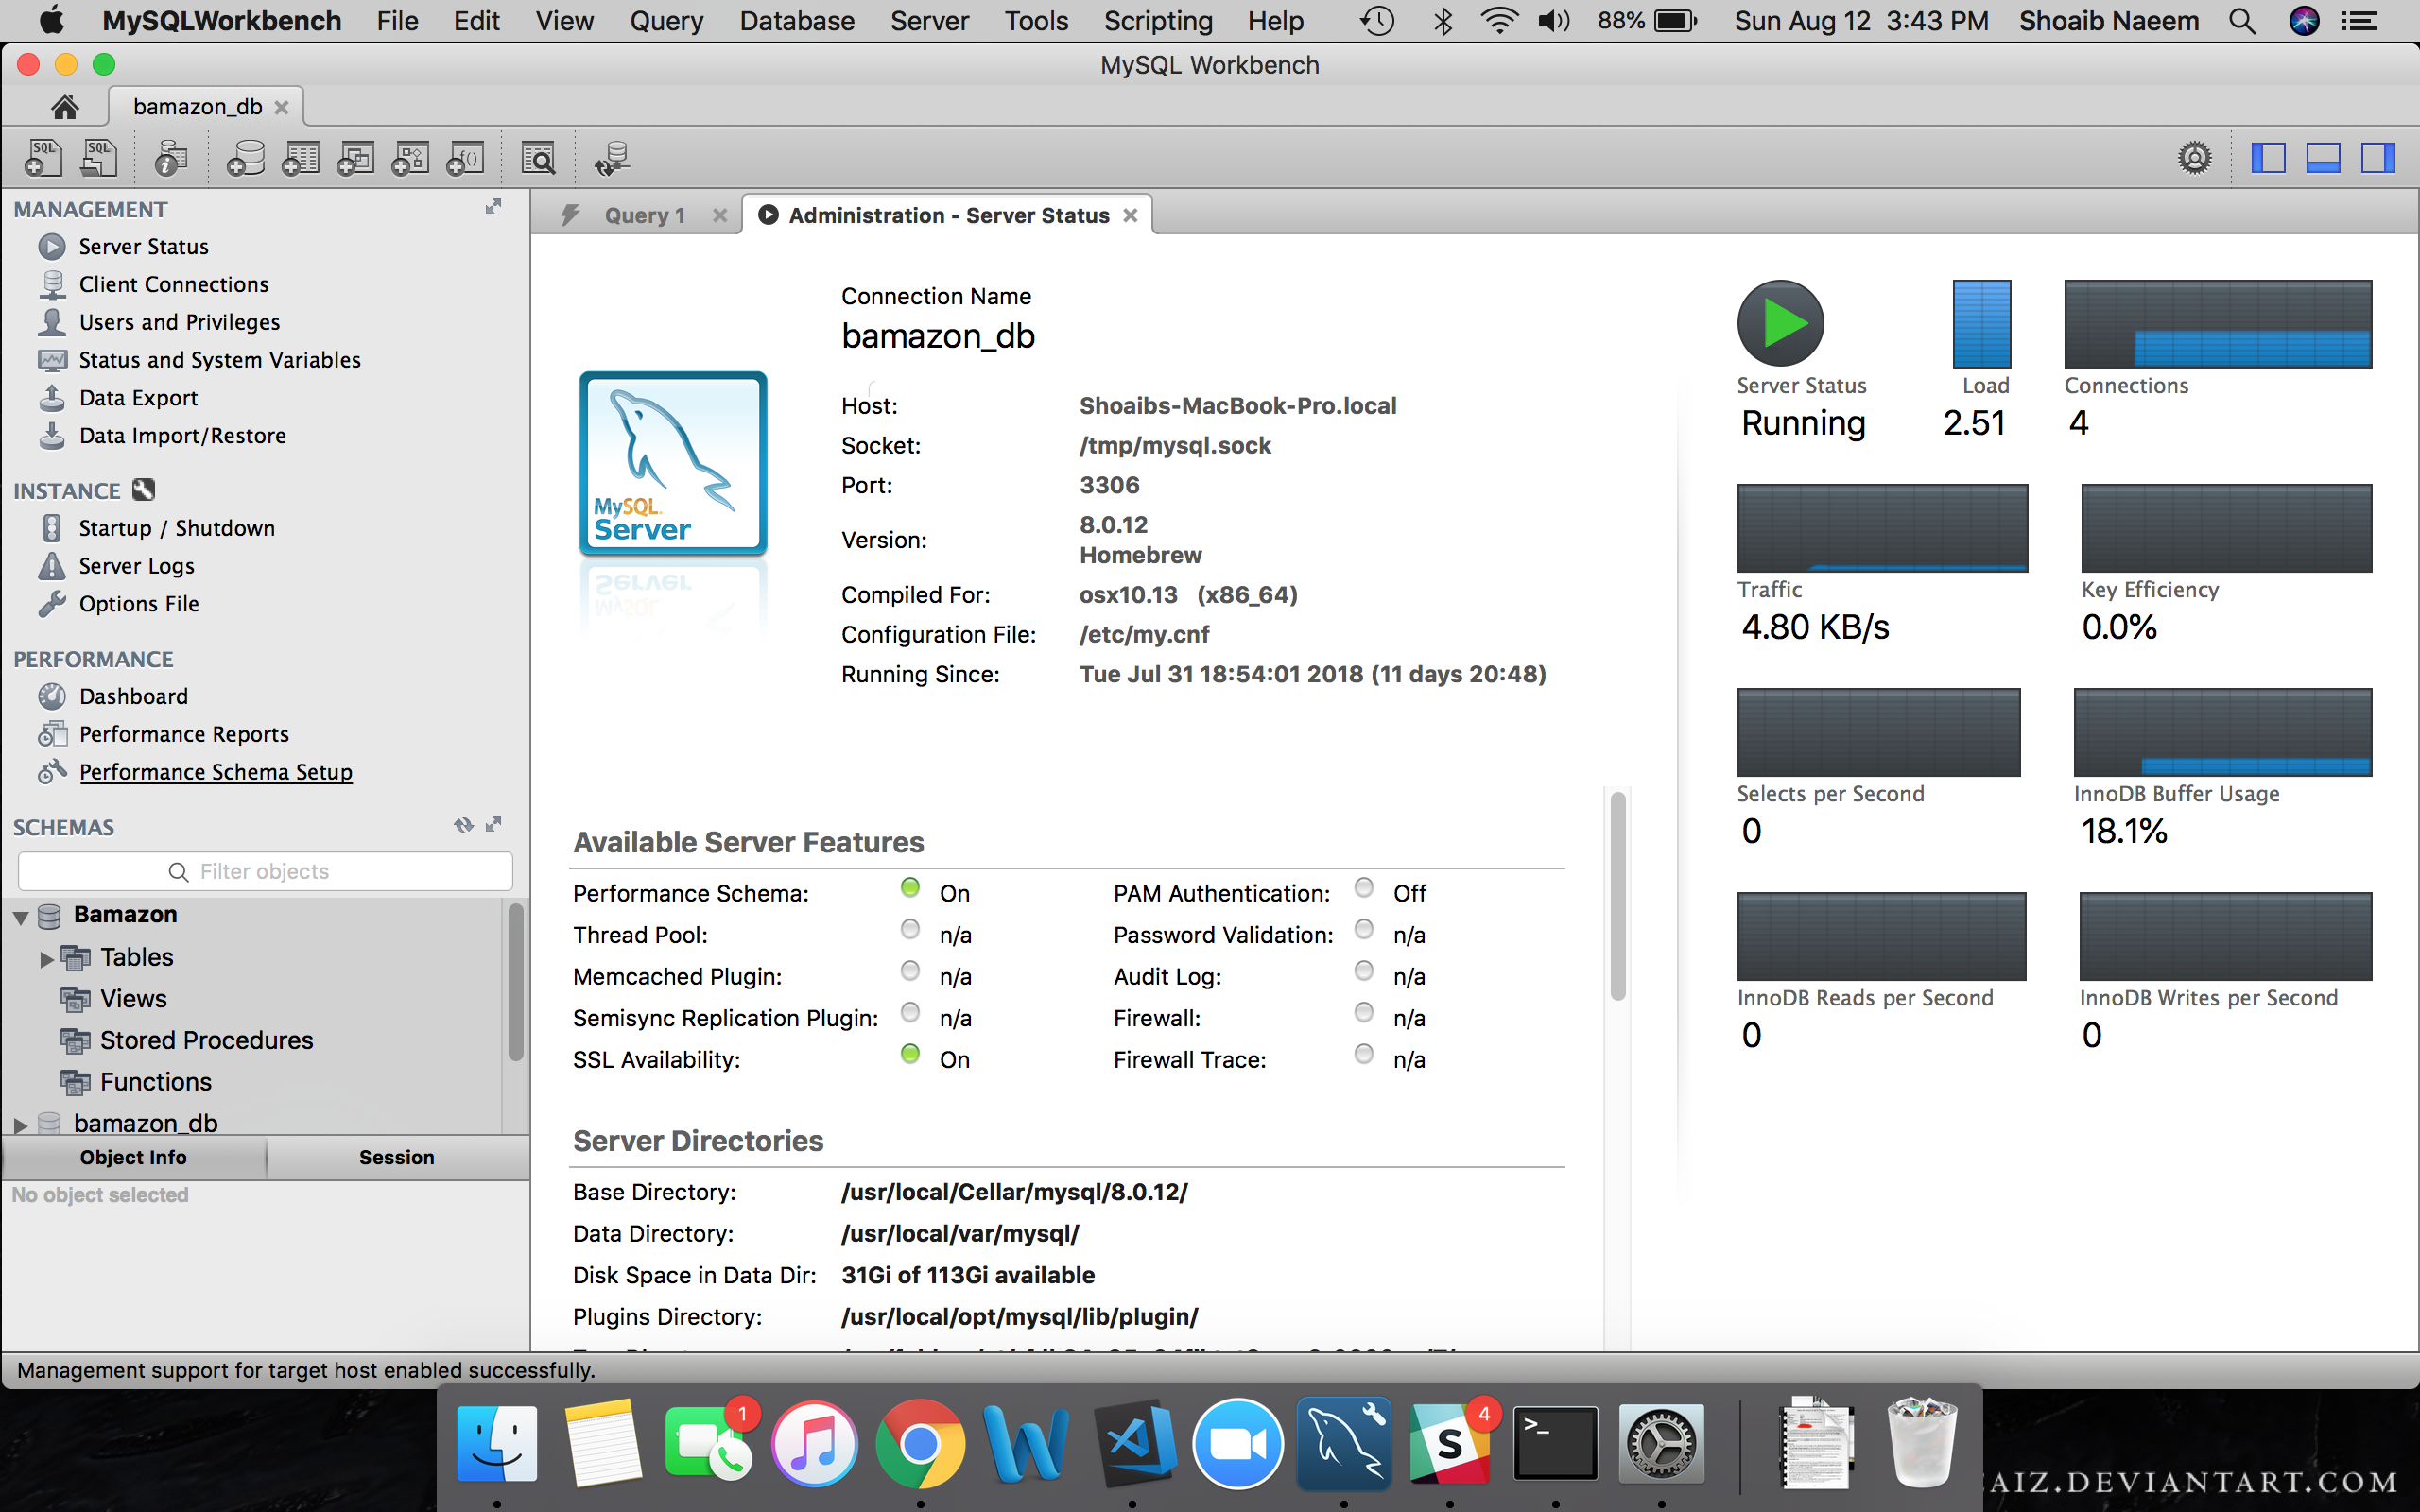 MySQLWorkbench File Edit View Query Database Server Tools Scripting Help 88% Sun Aug 12 3:43 PM Shoaib Naeem
MySQL Workbench
bamazon_db
SQL SQL
MANAGEMENT
Server Status
Client Connections
Users and Privileges
Status and System Variables
Data Export
Data Import/Restore
INSTANCE
Startup / Shutdown
Server Logs
Options File
PERFORMANCE
Dashboard
Performance Reports
Performance Schema Setup
SCHEMAS
Filter objects
Bamazon
Tables
Views
Stored Procedures
Functions
bamazon_db
Object Info Session
No object selected
Query 1 Administration - Server Status
Connection Name
bamazon_db
MySQL
Server
Host: Shoaibs-MacBook-Pro.local
Socket: /tmp/mysql.sock
Port: 3306
Version: 8.0.12
Homebrew
Compiled For: osx10.13 (x86_64)
Configuration File: /etc/my.cnf
Running Since: Tue Jul 31 18:54:01 2018 (11 days 20:48)
Available Server Features
Performance Schema: On PAM Authentication: Off
Thread Pool: n/a Password Validation: n/a
Memcached Plugin: n/a Audit Log: n/a
Semisync Replication Plugin: n/a Firewall: n/a
SSL Availability: On Firewall Trace: n/a
Server Directories
Base Directory: /usr/local/Cellar/mysql/8.0.12/
Data Directory: /usr/local/var/mysql/
Disk Space in Data Dir: 31Gi of 113Gi available
Plugins Directory: /usr/local/opt/mysql/lib/plugin/
Server Status Load Connections
Running 2.51 4
Traffic Key Efficiency
4.80 KB/s 0.0%
Selects per Second InnoDB Buffer Usage
0 18.1%
InnoDB Reads per Second InnoDB Writes per Second
0 0
Management support for target host enabled successfully.
1 4
AIZ.DEVIANTART.COM